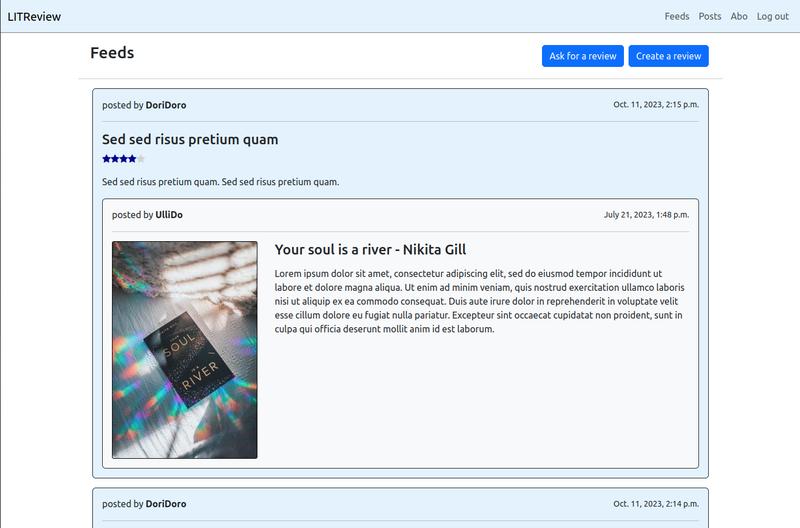 LITReview
Feeds Posts Abo Log out
Feeds
Ask for a review
Create a review
posted by DoriDoro
Oct. 11, 2023, 2:15 p.m.
Sed sed risus pretium quam
Sed sed risus pretium quam. Sed sed risus pretium quam.
posted by UlliDo
July 21, 2023, 1:48 p.m.
SOUL
RIVER
Your soul is a river - Nikita Gill
Lorem ipsum dolor sit amet, consectetur adipiscing elit, sed do eiusmod tempor incididunt ut
labore et dolore magna aliqua. Ut enim ad minim veniam, quis nostrud exercitation ullamco laboris
nisi ut aliquip ex ea commodo consequat. Duis aute irure dolor in reprehenderit in voluptate velit
esse cillum dolore eu fugiat nulla pariatur. Excepteur sint occaecat cupidatat non proident, sunt in
culpa qui officia deserunt mollit anim id est laborum.
posted by DoriDoro
Oct. 11, 2023, 2:14 p.m.